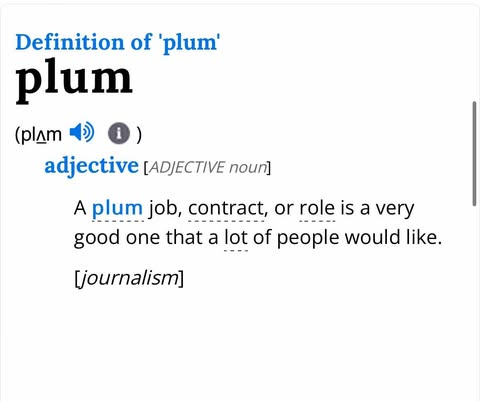 Definition of 'plum'
plum
(plʌm )
adjective [ADJECTIVE noun]
A plum job, contract, or role is a very
good one that a lot of people would like.
[journalism]